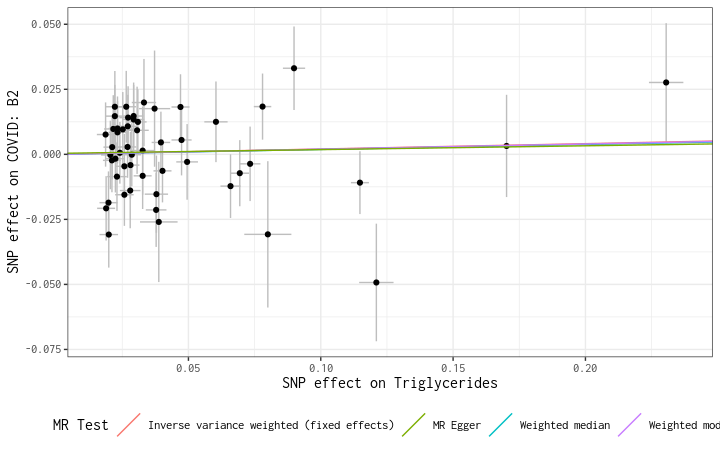 0.050
0.025
0.000
-0.025
-0.050
-0.075
SNP effect on COVID: B2
0.05 0.10 0.15 0.20
SNP effect on Triglycerides
MR Test Inverse variance weighted (fixed effects) MR Egger Weighted median Weighted mod